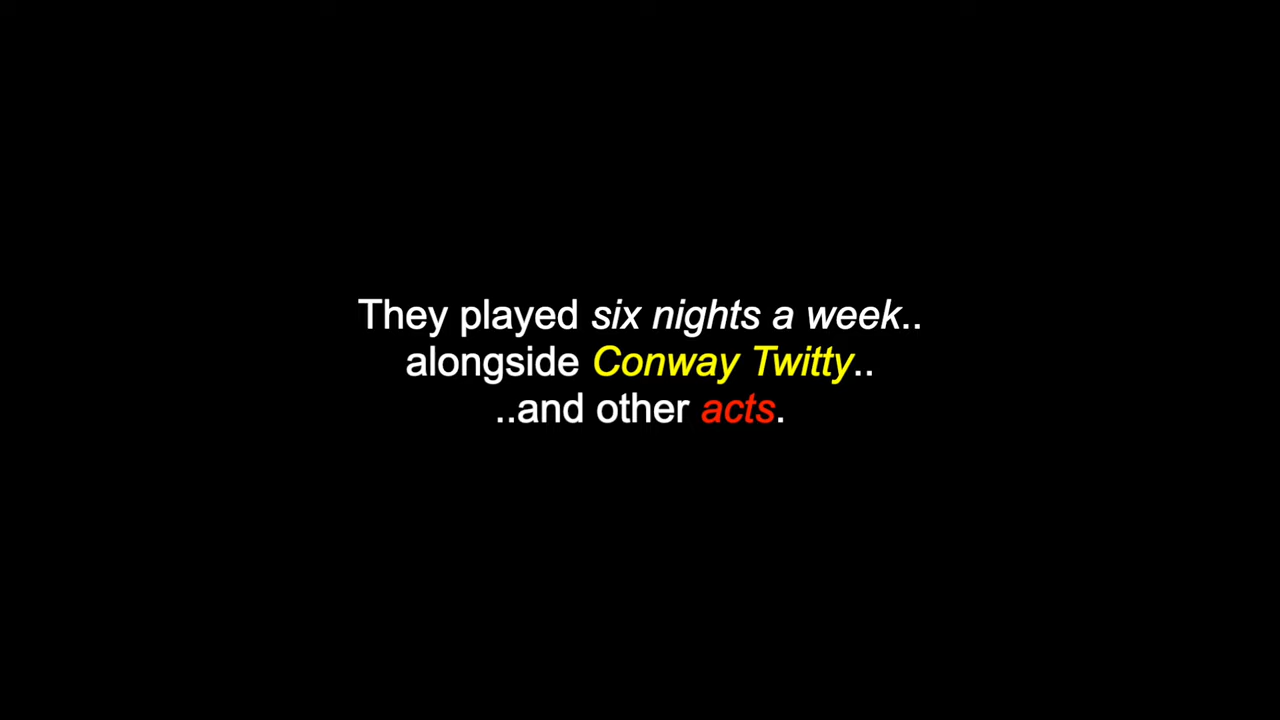 They played six nights a week..
alongside Conway Twitty..
..and other acts.